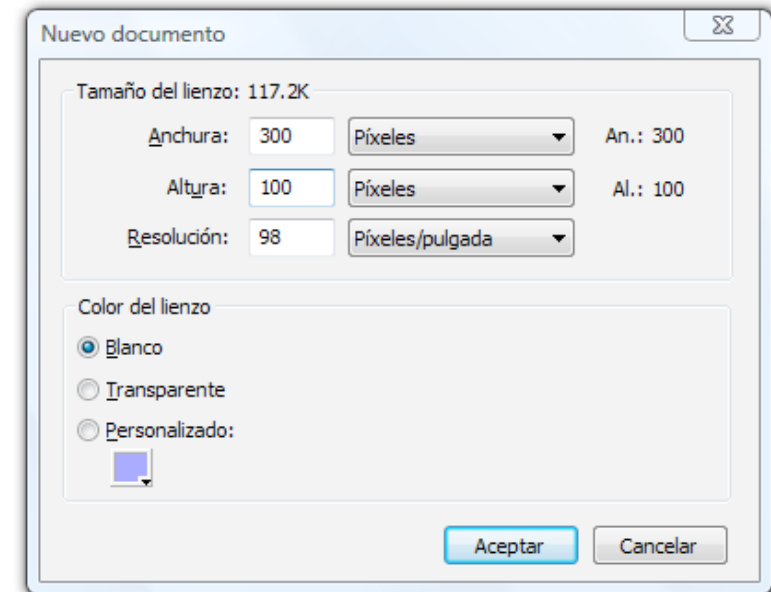 Nuevo documento
Tamaño del lienzo: 117.2K
Anchura: 300 Píxeles An.: 300
Altura: 100 Píxeles Al.: 100
Resolución: 98 Píxeles/pulgada
Color del lienzo
Blanco
Transparente
Personalizado:
Aceptar Cancelar